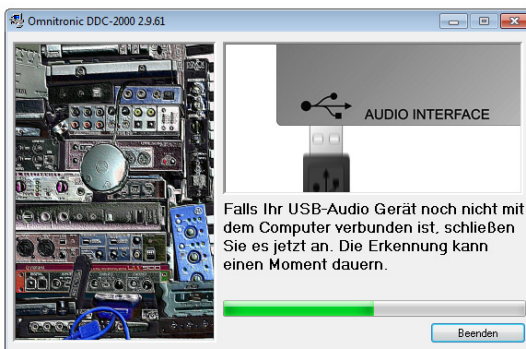 Omnitronic DDC-2000 2.9.61
AUDIO INTERFACE
Falls Ihr USB-Audio Gerät noch nicht mit
dem Computer verbunden ist, schließen
Sie es jetzt an. Die Erkennung kann
einen Moment dauern.
Beenden